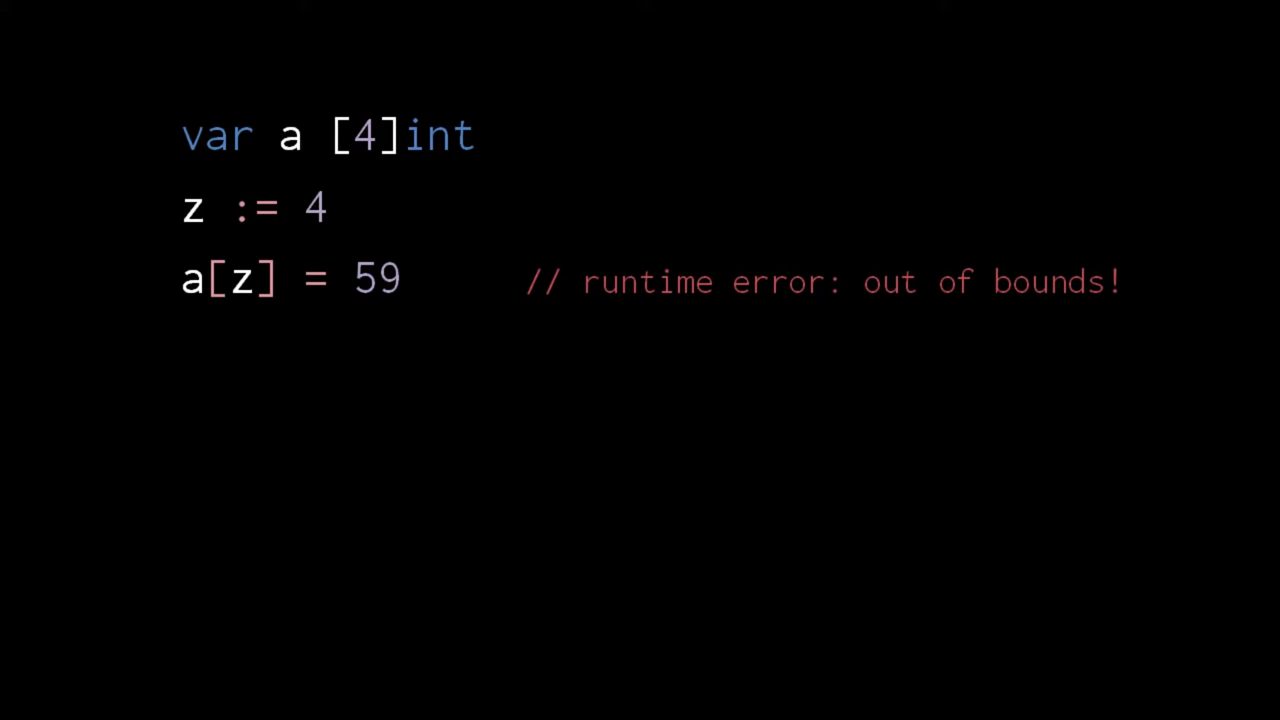 var a [4]int
z := 4
a[z] = 59 // runtime error: out of bounds!